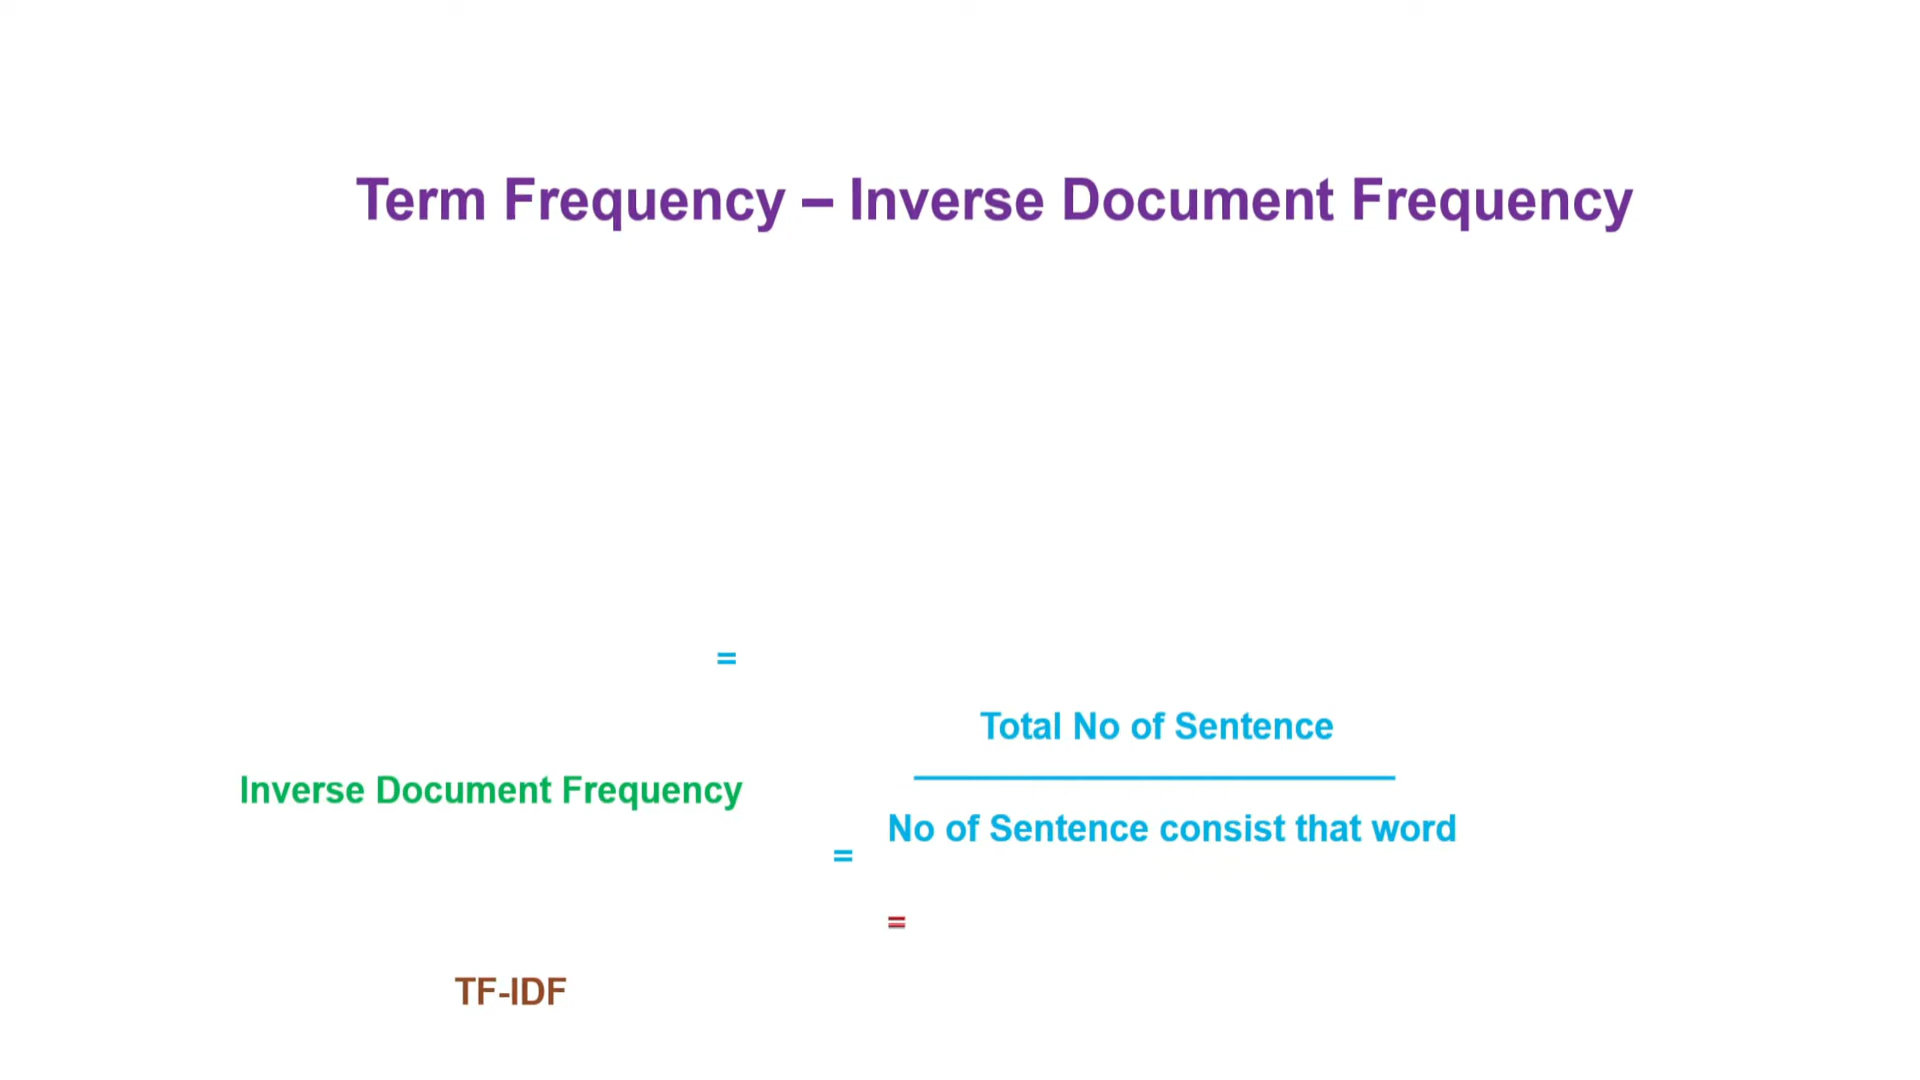 Term Frequency – Inverse Document Frequency
=
Total No of Sentence
Inverse Document Frequency
No of Sentence consist that word
=
=
TF-IDF